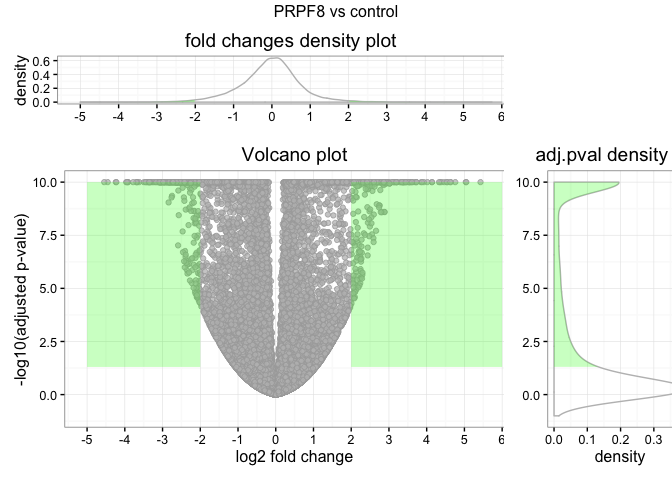 PRPF8 vs control
fold changes density plot
density
0.6
0.4
0.2
0.0
-5 -4 -3 -2 -1 0 1 2 3 4 5 6
Volcano plot
-log10(adjusted p-value)
10.0
7.5
5.0
2.5
0.0
-5 -4 -3 -2 -1 0 1 2 3 4 5 6
log2 fold change
adj.pval density
10.0
7.5
5.0
2.5
0.0
0.0 0.1 0.2 0.3
density